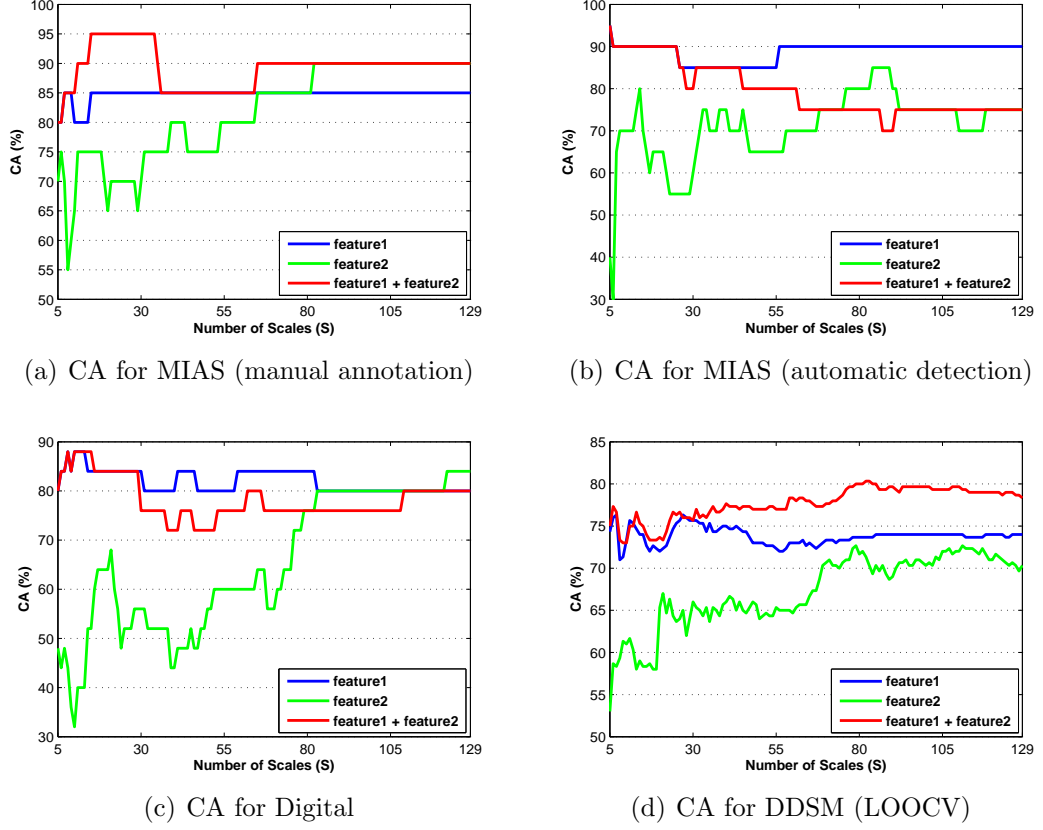 100
95
90
85
80
75
70
65
60
55
50
CA (%)
5 30 55 80 105 129
Number of Scales (S)
feature1
feature2
feature1 + feature2
(a) CA for MIAS (manual annotation)
100
90
80
70
60
50
40
30
CA (%)
5 30 55 80 105 129
Number of Scales (S)
feature1
feature2
feature1 + feature2
(b) CA for MIAS (automatic detection)
90
80
70
60
50
40
30
CA (%)
5 30 55 80 105 129
Number of Scales (S)
feature1
feature2
feature1 + feature2
(c) CA for Digital
85
80
75
70
65
60
55
50
CA (%)
5 30 55 80 105 129
Number of Scales (S)
feature1
feature2
feature1 + feature2
(d) CA for DDSM (LOOCV)